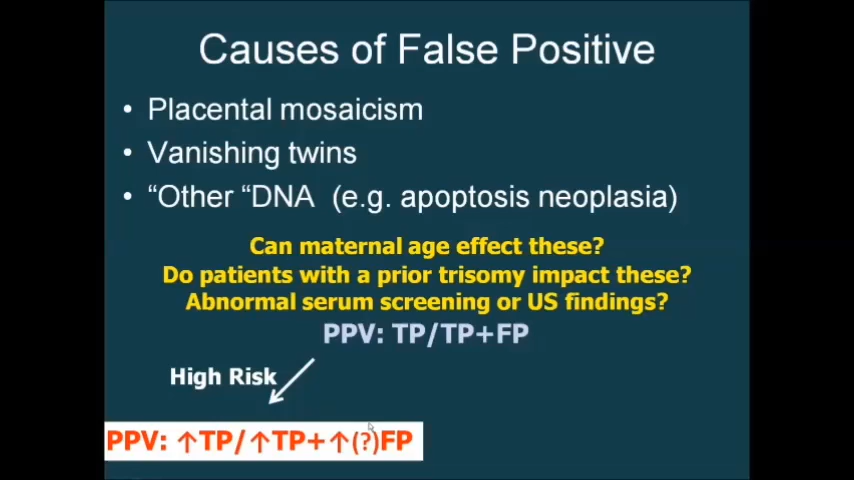 Causes of False Positive
• Placental mosaicism
• Vanishing twins
• “Other “DNA (e.g. apoptosis neoplasia)
Can maternal age effect these?
Do patients with a prior trisomy impact these?
Abnormal serum screening or US findings?
PPV: TP/TP+FP
High Risk
PPV: ↑TP/↑TP+↑(?)FP